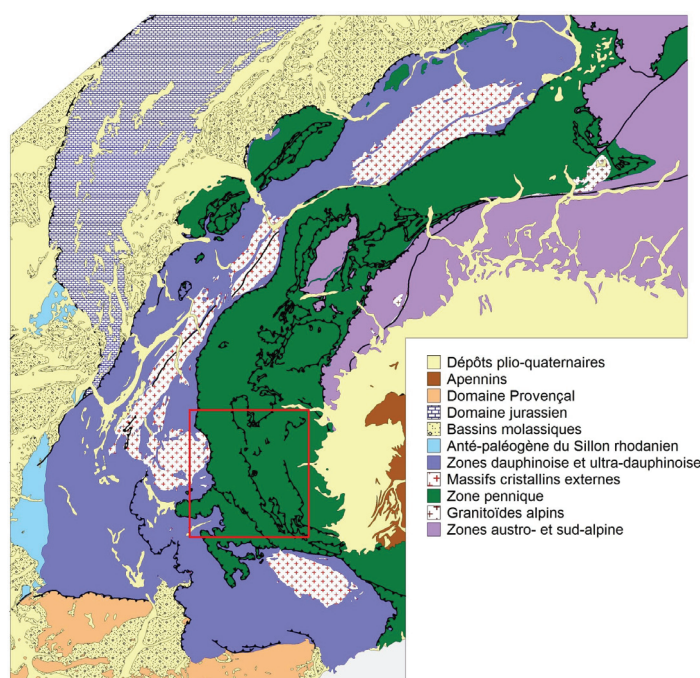 Dépôts plio-quaternaires
Apennins
Domaine Provençal
Domaine jurassien
Bassins molassiques
Anté-paléogène du Sillon rhodanien
Zones dauphinoise et ultra-dauphinoise
Massifs cristallins externes
Zone pennique
Granitoïdes alpins
Zones austro- et sud-alpine